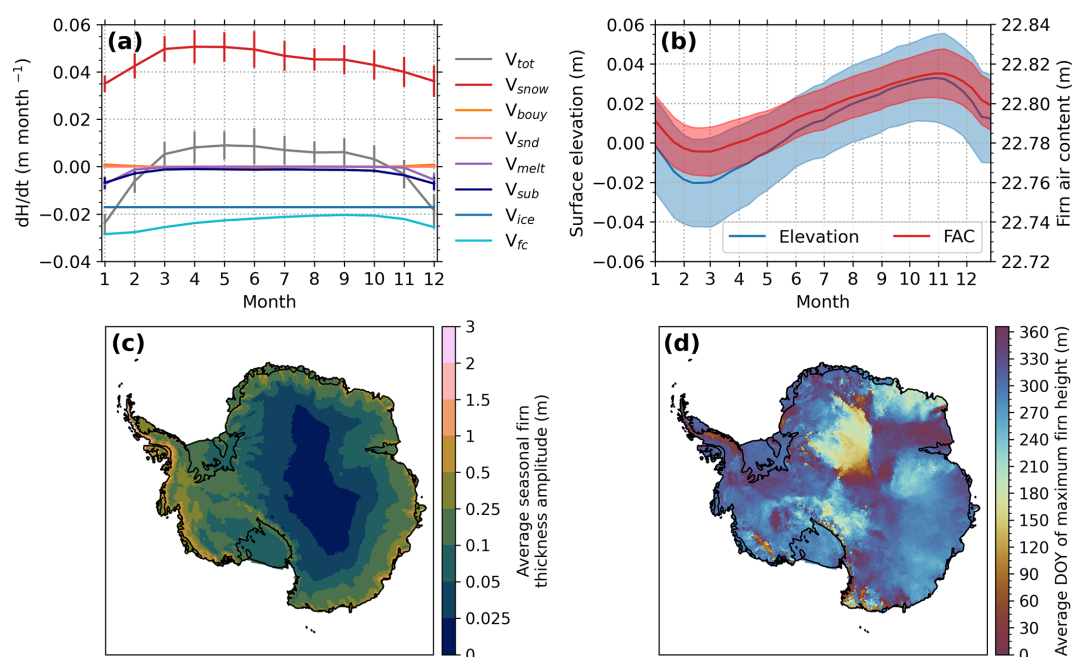 (a)
dH/dt (m month ⁻¹)
0.06
0.04
0.02
0.00
−0.02
−0.04
1 2 3 4 5 6 7 8 9 10 11 12
Month
V_tot
V_snow
V_bouy
V_snd
V_melt
V_sub
V_ice
V_fc
(b)
Surface elevation (m)
0.06
0.04
0.02
0.00
−0.02
−0.04
−0.06
1 2 3 4 5 6 7 8 9 10 11 12
Month
Elevation FAC
22.84
22.82
22.80
22.78
22.76
22.74
22.72
Firn air content (m)
(c)
3
2
1.5
1
0.5
0.25
0.1
0.05
0.025
0
Average seasonal firn
thickness amplitude (m)
(d)
360
330
300
270
240
210
180
150
120
90
60
30
0
Average DOY of maximum firn height (m)